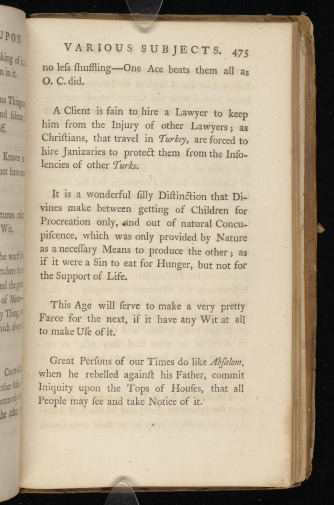 VARIOUS SUBJECTS. 475
no leſs ſhuffling—One Ace beats them all as
O. C. did.
A Client is fain to hire a Lawyer to keep
him from the Injury of other Lawyers; as
Chriſtians, that travel in Turkey, are forced to
hire Janizaries to protect them from the Inſo-
lencies of other Turks.
It is a wonderful ſilly Diſtinction that Di-
vines make between getting of Children for
Procreation only, and out of natural Concu-
piſcence, which was only provided by Nature
as a neceſſary Means to produce the other; as
if it were a Sin to eat for Hunger, but not for
the Support of Life.
This Age will ſerve to make a very pretty
Farce for the next, if it have any Wit at all
to make Uſe of it.
Great Perſons of our Times do like Abſalom,
when he rebelled againſt his Father, commit
Iniquity upon the Tops of Houſes, that all
People may ſee and take Notice of it.